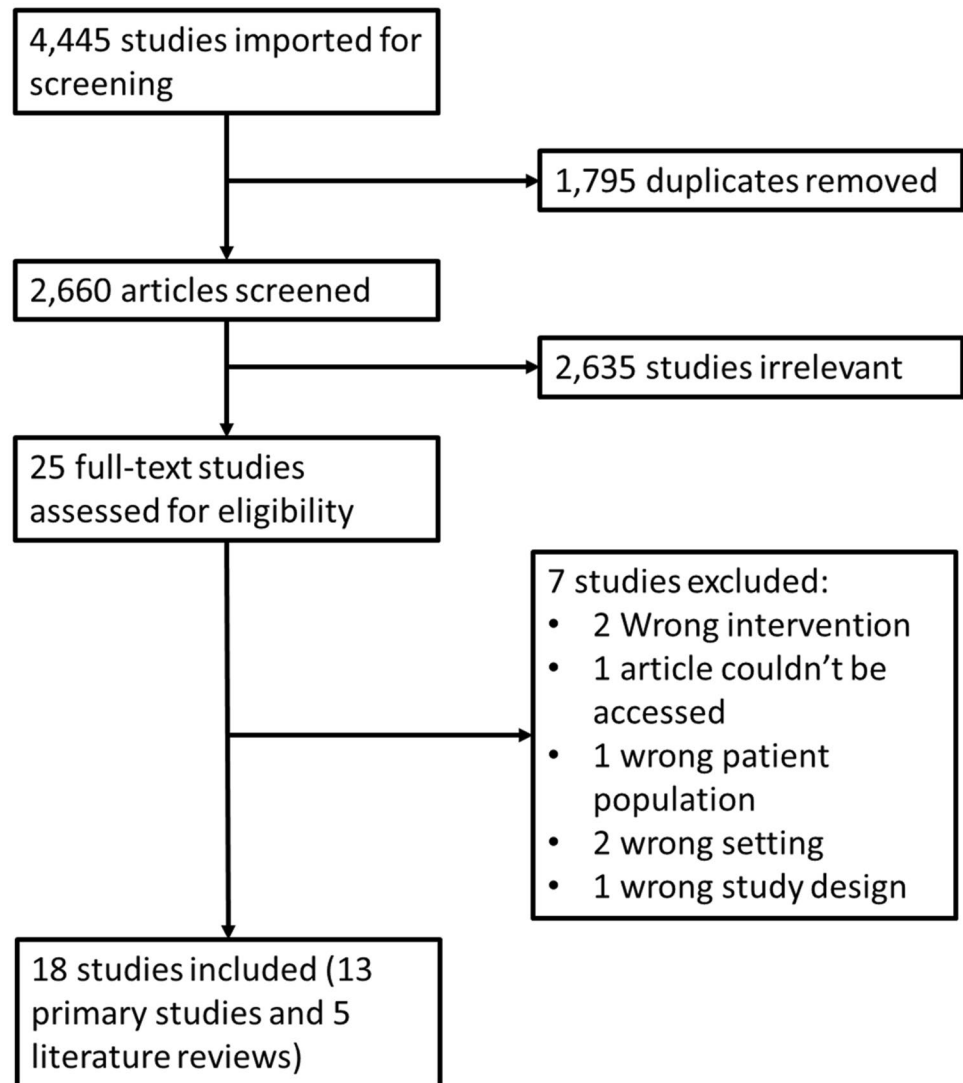 4,445 studies imported for
screening
1,795 duplicates removed
2,660 articles screened
2,635 studies irrelevant
25 full-text studies
assessed for eligibility
7 studies excluded:
• 2 Wrong intervention
• 1 article couldn’t be
accessed
• 1 wrong patient
population
• 2 wrong setting
• 1 wrong study design
18 studies included (13
primary studies and 5
literature reviews)